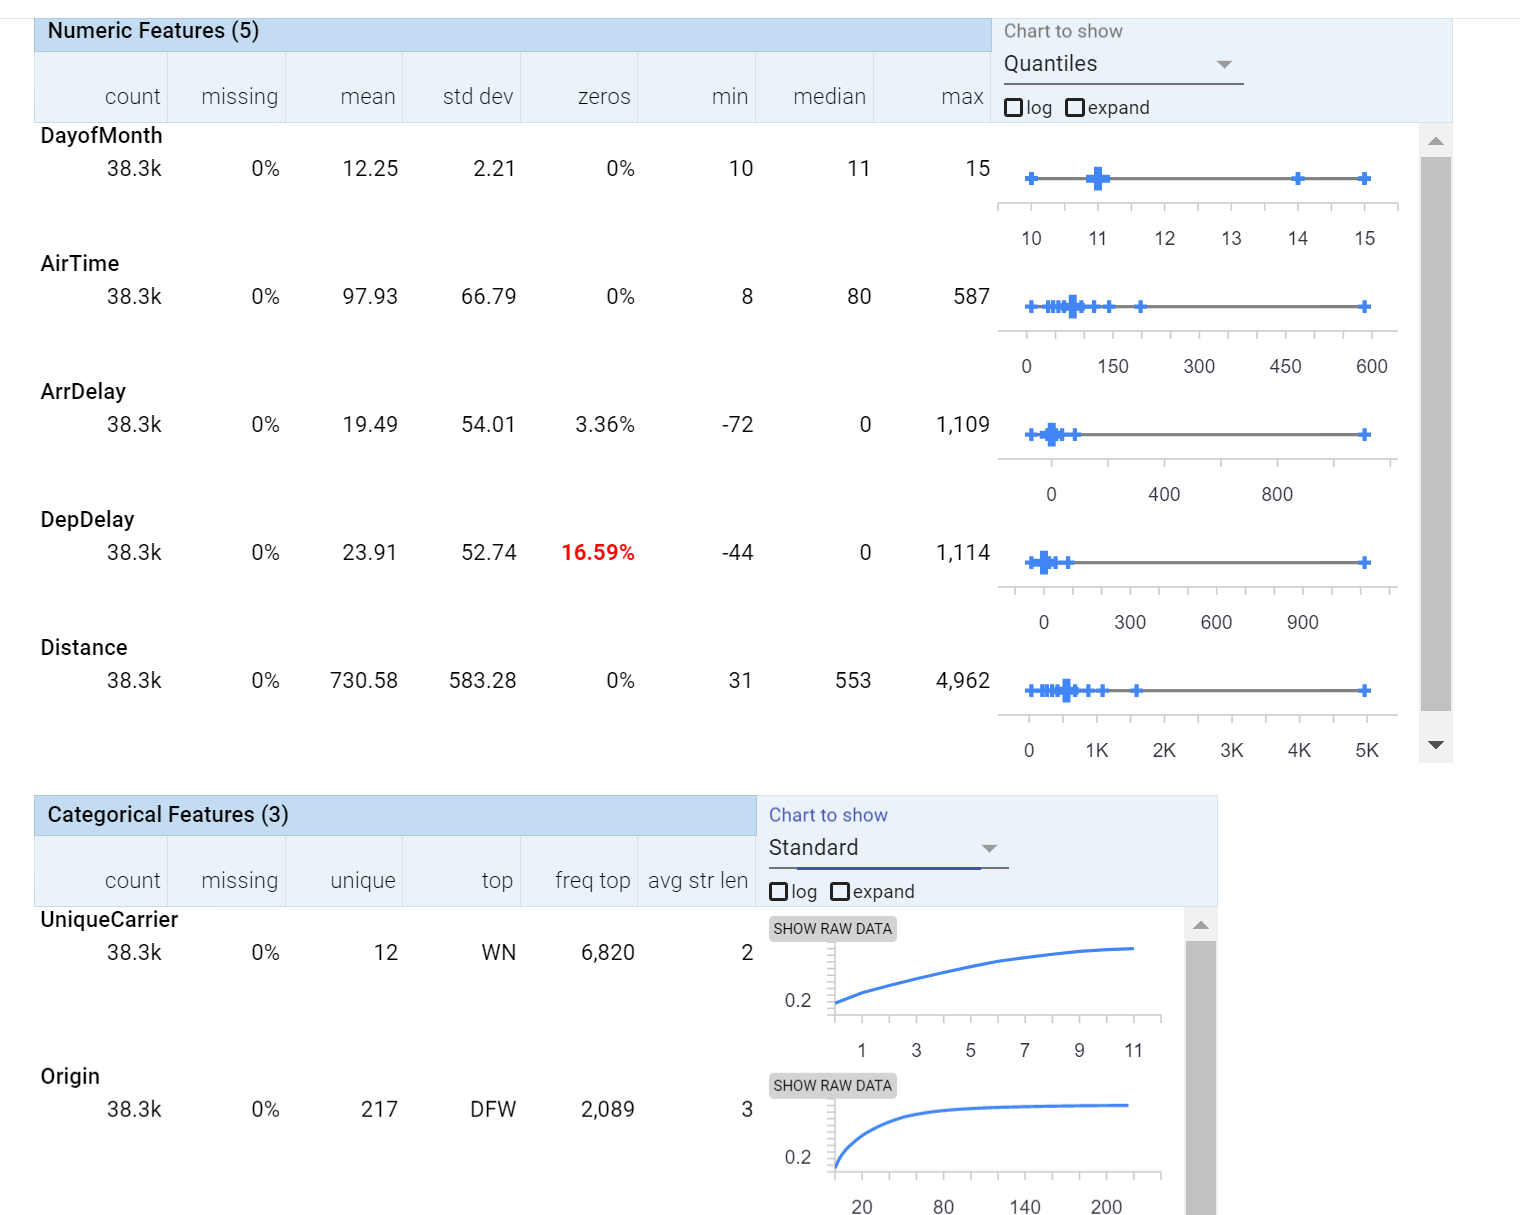 Numeric Features (5)
Chart to show
Quantiles
count missing mean std dev zeros min median max
log expand
DayofMonth
38.3k 0% 12.25 2.21 0% 10 11 15
10 11 12 13 14 15
AirTime
38.3k 0% 97.93 66.79 0% 8 80 587
0 150 300 450 600
ArrDelay
38.3k 0% 19.49 54.01 3.36% -72 0 1,109
0 400 800
DepDelay
38.3k 0% 23.91 52.74 16.59% -44 0 1,114
0 300 600 900
Distance
38.3k 0% 730.58 583.28 0% 31 553 4,962
0 1K 2K 3K 4K 5K
Categorical Features (3)
Chart to show
Standard
count missing unique top freq top avg str len
log expand
UniqueCarrier
SHOW RAW DATA
38.3k 0% 12 WN 6,820 2
0.2
1 3 5 7 9 11
Origin
SHOW RAW DATA
38.3k 0% 217 DFW 2,089 3
0.2
20 80 140 200